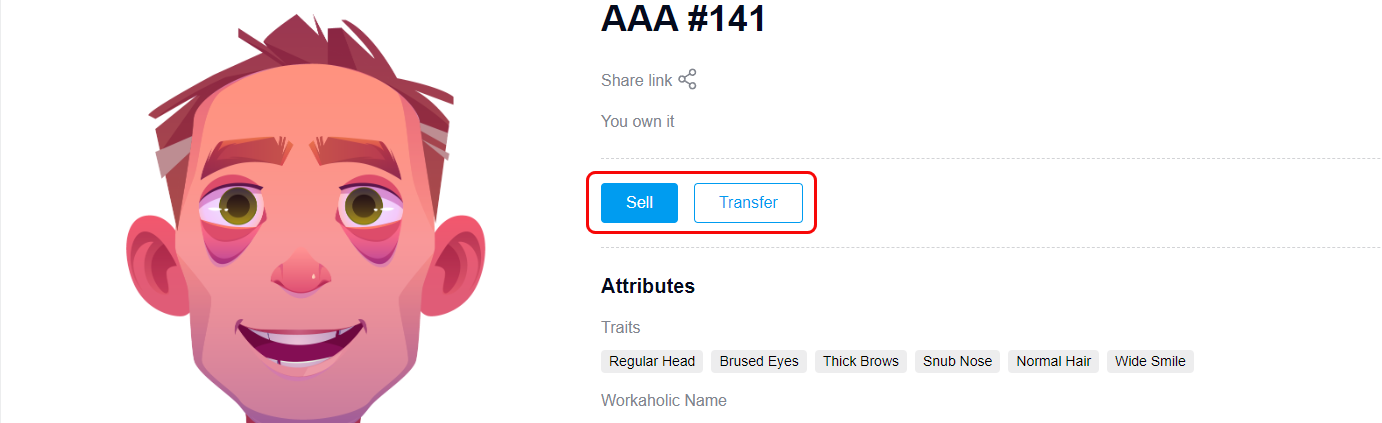 AAA #141
Share link
You own it
Sell Transfer
Attributes
Traits
Regular Head Brused Eyes Thick Brows Snub Nose Normal Hair Wide Smile
Workaholic Name